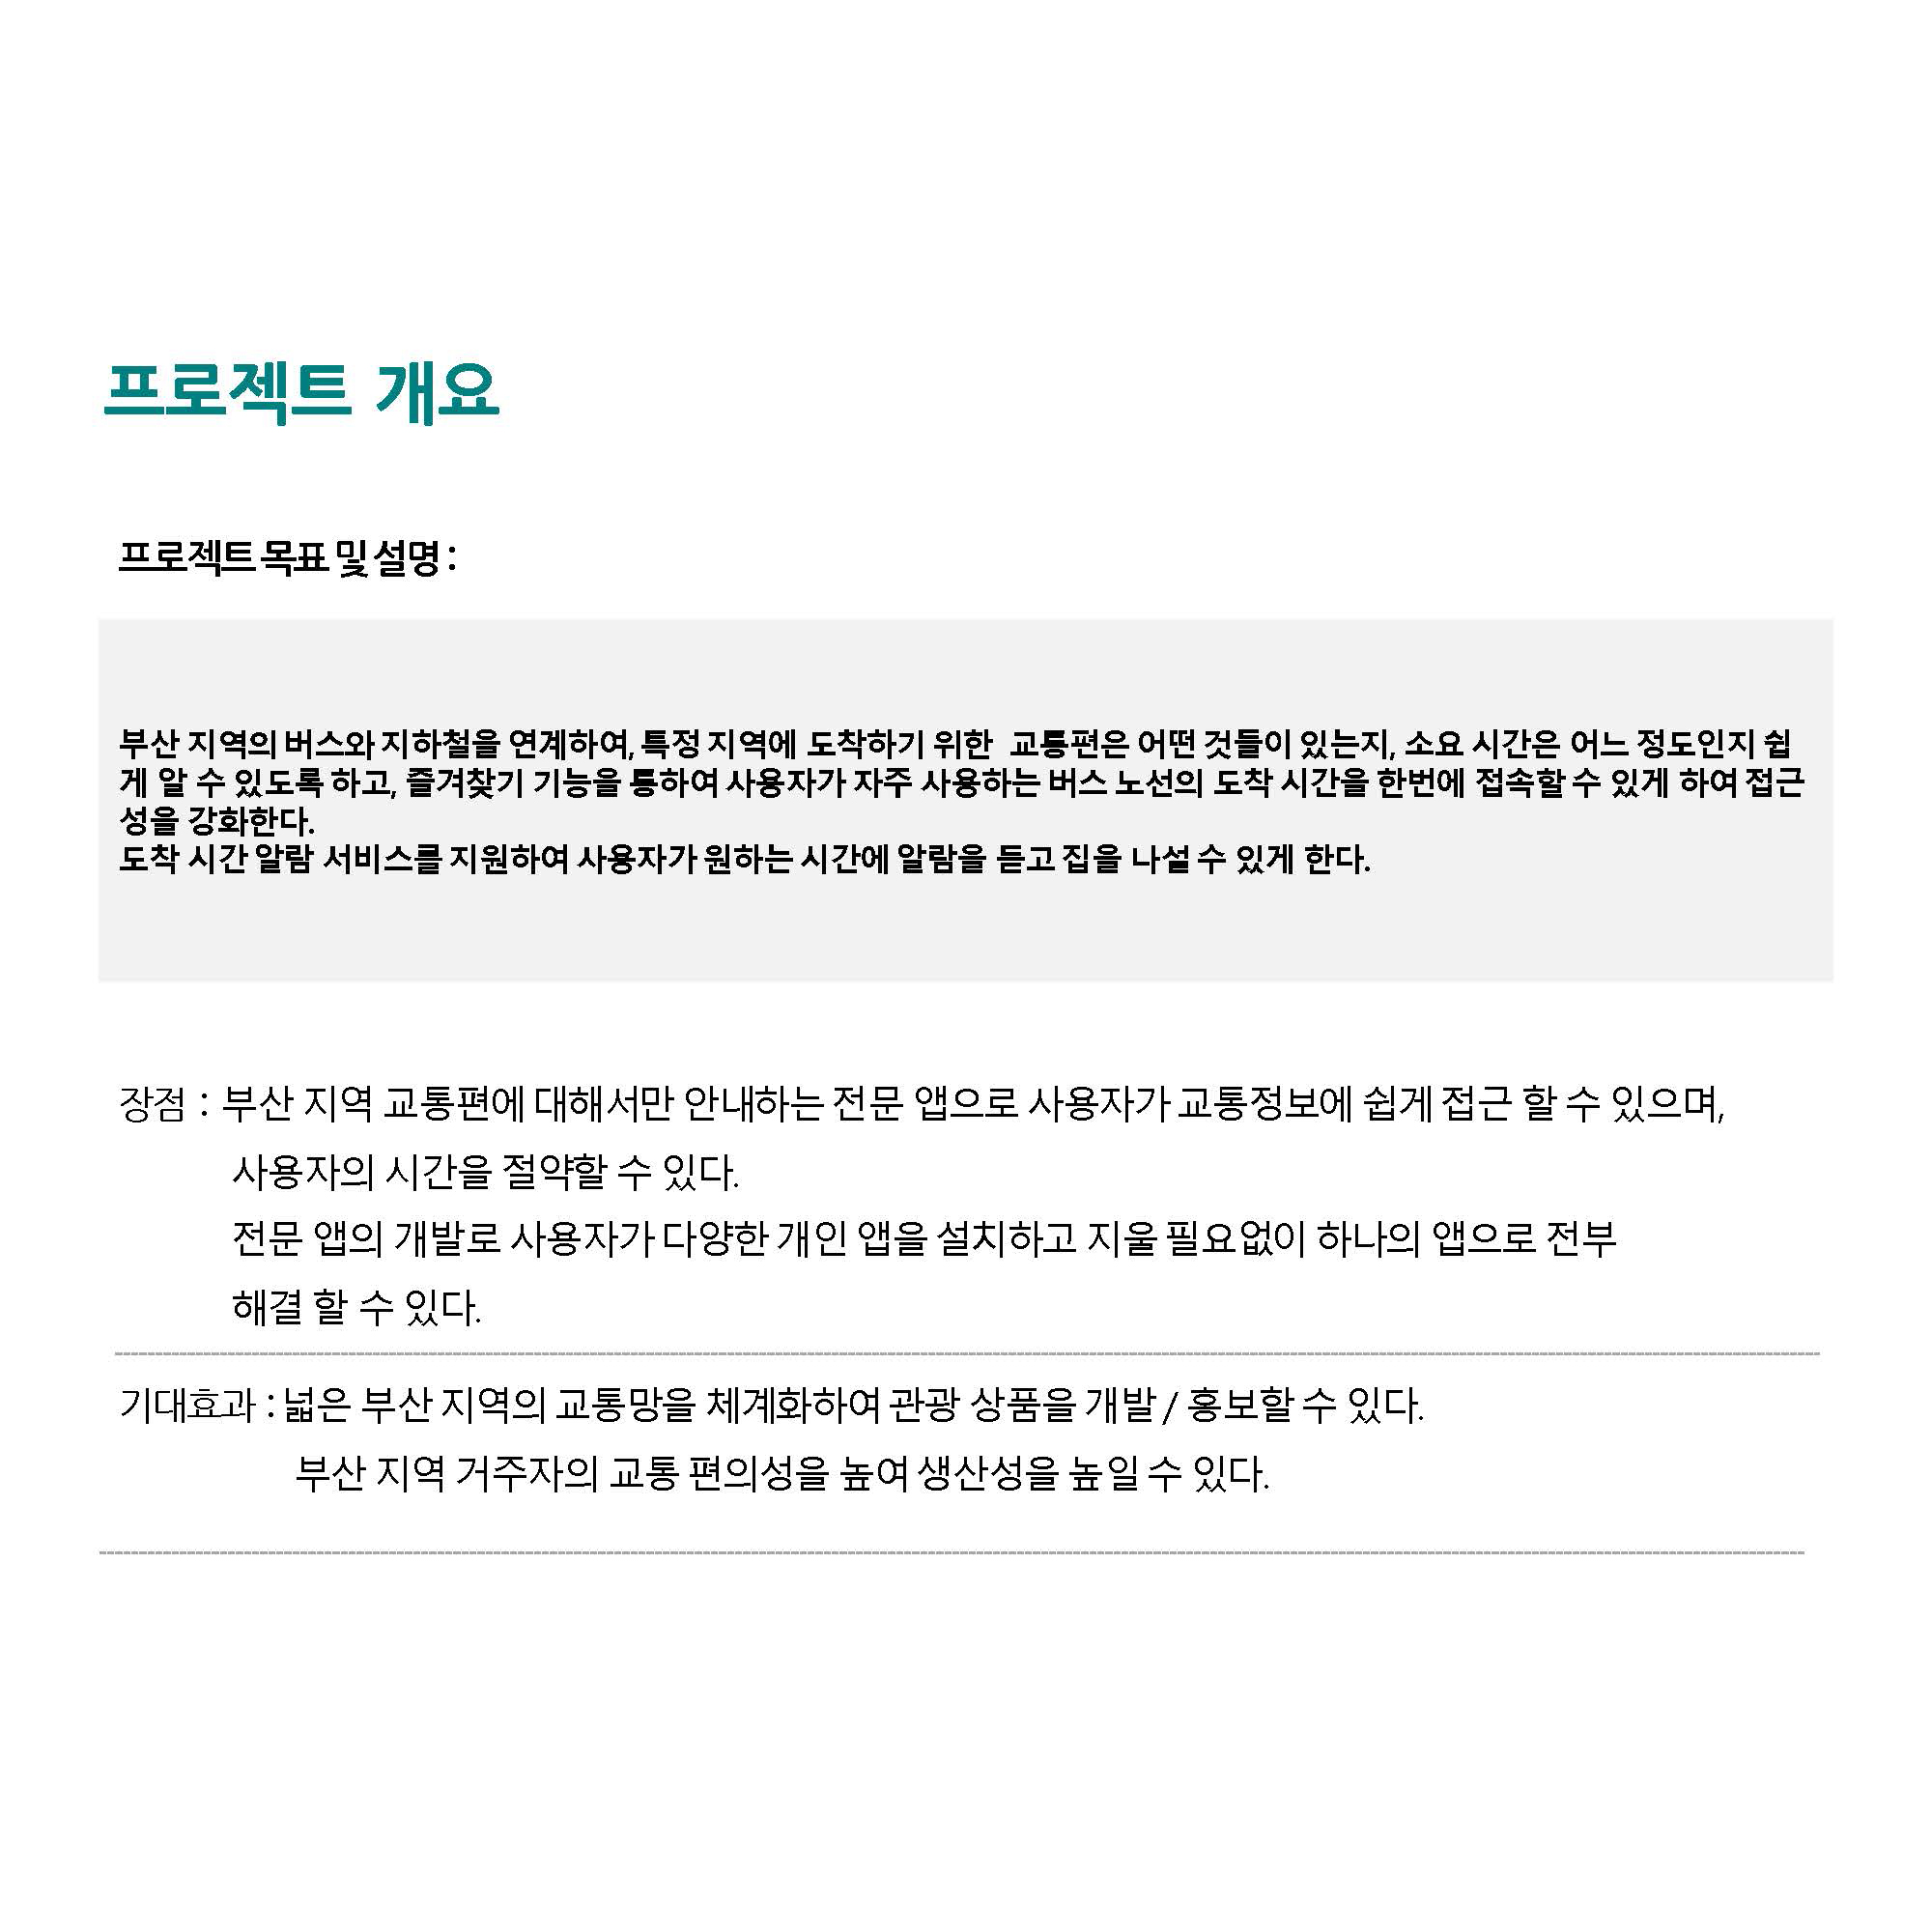 프로젝트 개요
프로젝트 목표 및 설명 :
부산 지역의 버스와 지하철을 연계하여, 특정 지역에 도착하기 위한 교통편은 어떤 것들이 있는지, 소요 시간은 어느 정도인지 쉽
게 알 수 있도록 하고, 즐겨찾기 기능을 통하여 사용자가 자주 사용하는 버스 노선의 도착 시간을 한번에 접속할 수 있게 하여 접근
성을 강화한다.
도착 시간 알람 서비스를 지원하여 사용자가 원하는 시간에 알람을 듣고 집을 나설 수 있게 한다.
장점 : 부산 지역 교통편에 대해서만 안내하는 전문 앱으로 사용자가 교통정보에 쉽게 접근 할 수 있으며,
사용자의 시간을 절약할 수 있다.
전문 앱의 개발로 사용자가 다양한 개인 앱을 설치하고 지울 필요없이 하나의 앱으로 전부
해결 할 수 있다.
기대효과 : 넓은 부산 지역의 교통망을 체계화하여 관광 상품을 개발 / 홍보할 수 있다.
부산 지역 거주자의 교통 편의성을 높여 생산성을 높일 수 있다.